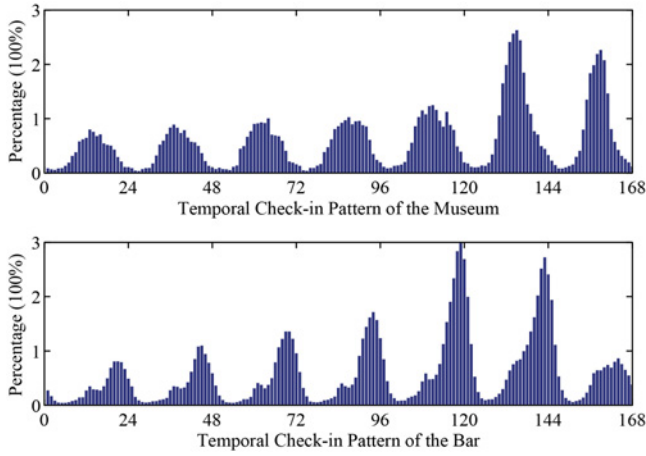 3
2
1
0
Percentage (100%)
0 24 48 72 96 120 144 168
Temporal Check-in Pattern of the Museum
3
2
1
0
Percentage (100%)
0 24 48 72 96 120 144 168
Temporal Check-in Pattern of the Bar